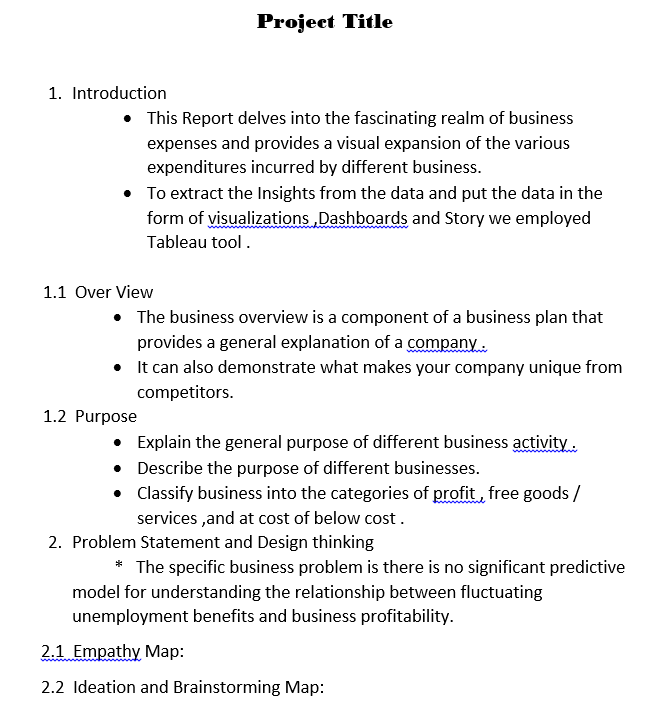 Project Title
1. Introduction
• This Report delves into the fascinating realm of business
expenses and provides a visual expansion of the various
expenditures incurred by different business.
• To extract the Insights from the data and put the data in the
form of visualizations ,Dashboards and Story we employed
Tableau tool .
1.1 Over View
• The business overview is a component of a business plan that
provides a general explanation of a company .
• It can also demonstrate what makes your company unique from
competitors.
1.2 Purpose
• Explain the general purpose of different business activity .
• Describe the purpose of different businesses.
• Classify business into the categories of profit , free goods /
services ,and at cost of below cost .
2. Problem Statement and Design thinking
* The specific business problem is there is no significant predictive
model for understanding the relationship between fluctuating
unemployment benefits and business profitability.
2.1 Empathy Map:
2.2 Ideation and Brainstorming Map: